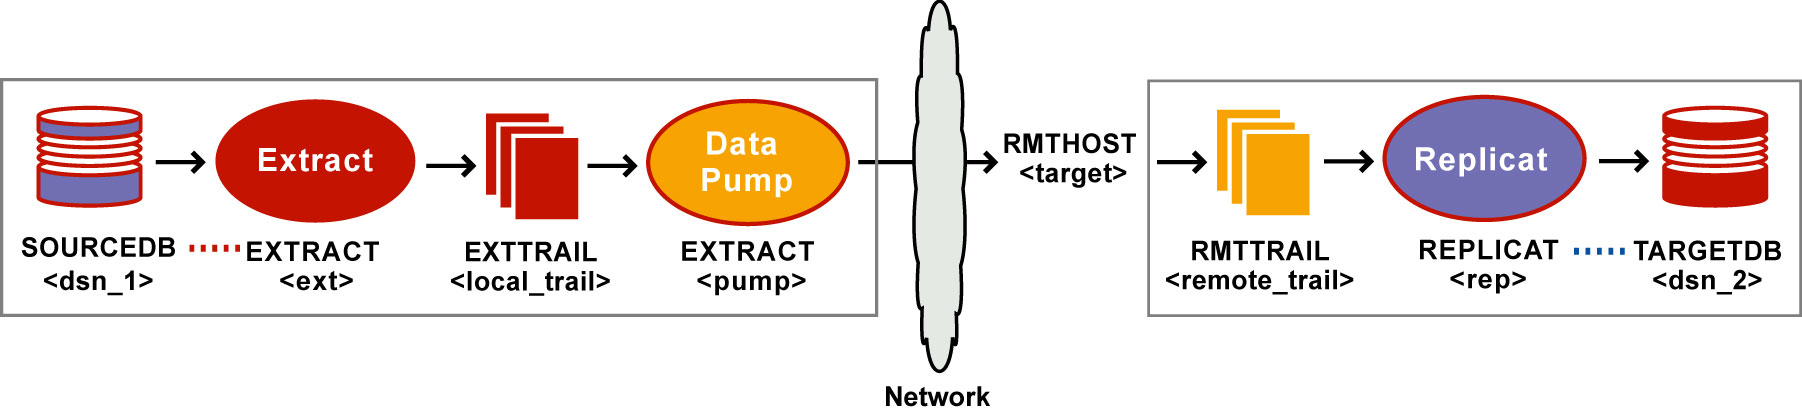 Extract
Data
Pump
RMTHOST
<target>
Replicat
SOURCEDB
<dsn_1>
EXTRACT
<ext>
EXTTRAIL
<local_trail>
EXTRACT
<pump>
RMTTRAIL
<remote_trail>
REPLICAT
<rep>
TARGETDB
<dsn_2>
Network